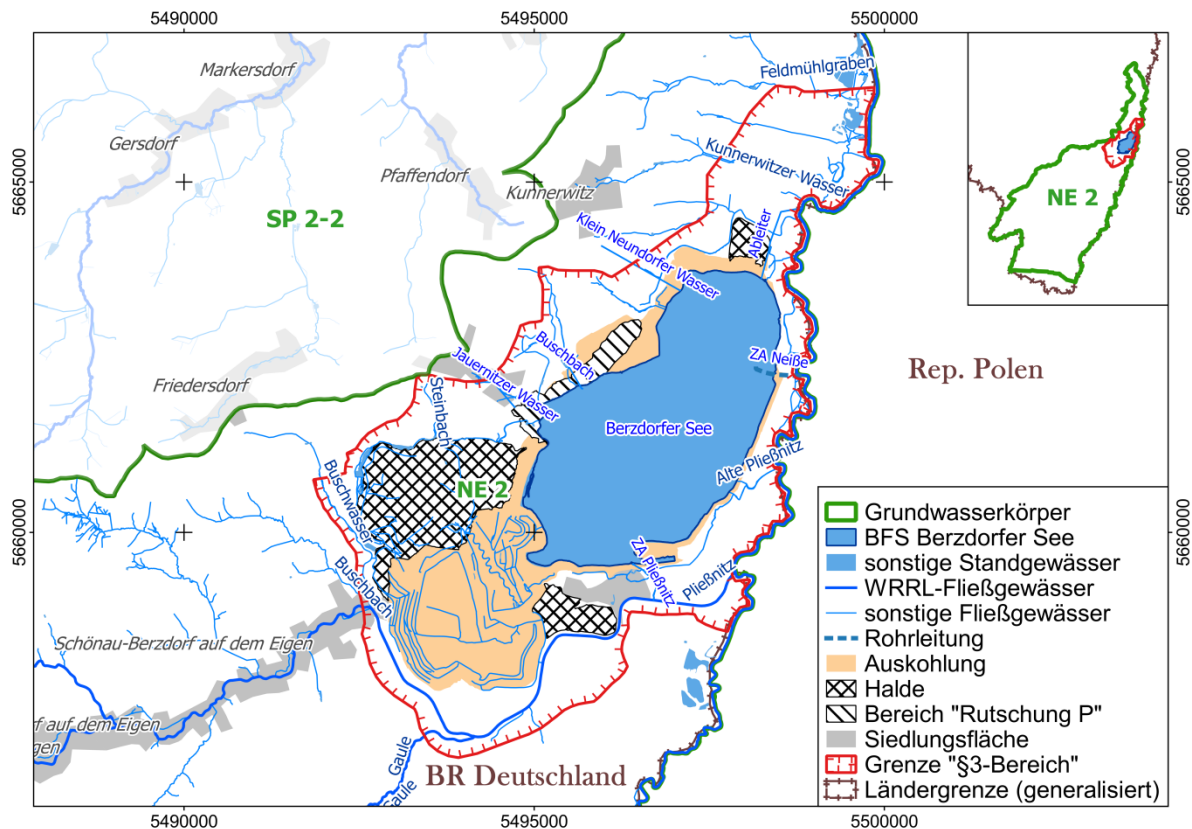 5490000
5495000
5500000
Markersdorf
Feldmühlgraben
Gersdorf
Pfaffendorf
Kunnerwitzer Wasser
5665000
5665000
Kunnerwitz
SP 2-2
NE 2
Klein Neundorfer Wasser
Ableiter
Buschbach
ZA Neiße
Rep. Polen
Jauernitzer Wasser
Friedersdorf
Steinbach
Berzdorfer See
Alte Pließnitz
NE 2
Buschwasser
5660000
5660000
ZA Pließnitz
Pließnitz
Buschbach
Schönau-Berzdorf auf dem Eigen
rf auf dem Eigen
gen
Gaule
Gaule
BR Deutschland
Grundwasserkörper
BFS Berzdorfer See
sonstige Standgewässer
WRRL-Fließgewässer
sonstige Fließgewässer
Rohrleitung
Auskohlung
Halde
Bereich "Rutschung P"
Siedlungsfläche
Grenze "§3-Bereich"
Ländergrenze (generalisiert)
5490000
5495000
5500000